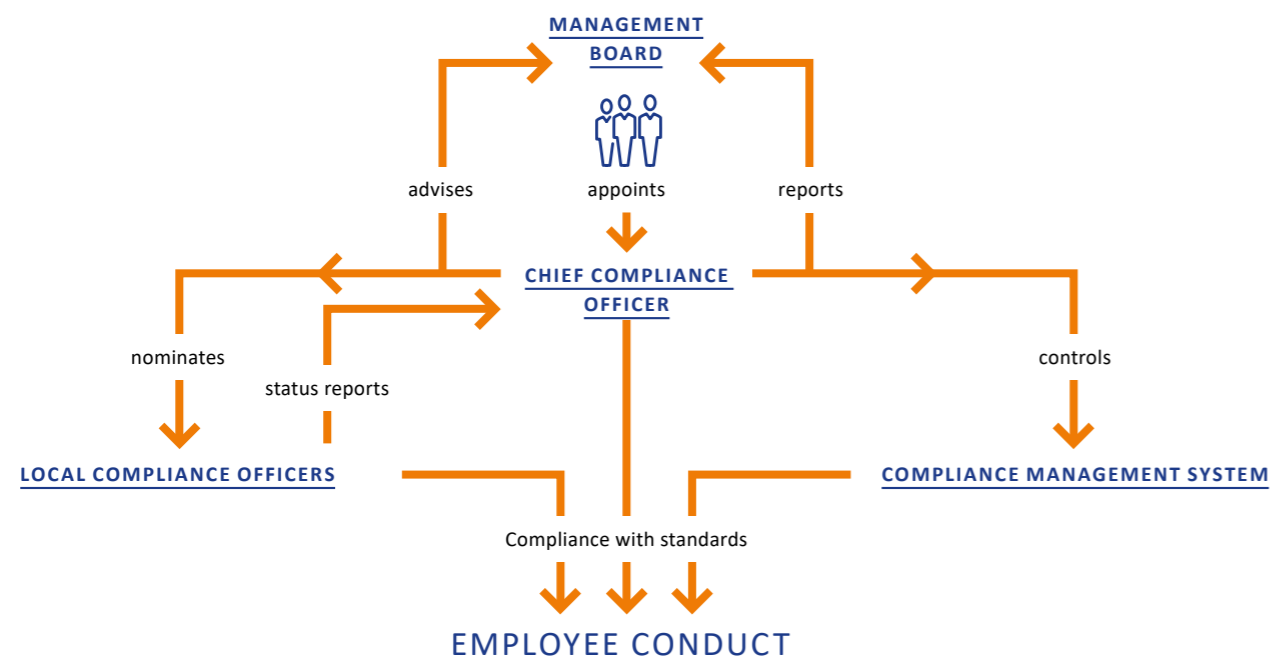 MANAGEMENT
BOARD
advises
appoints
reports
CHIEF COMPLIANCE
OFFICER
nominates
controls
status reports
LOCAL COMPLIANCE OFFICERS
COMPLIANCE MANAGEMENT SYSTEM
Compliance with standards
EMPLOYEE CONDUCT